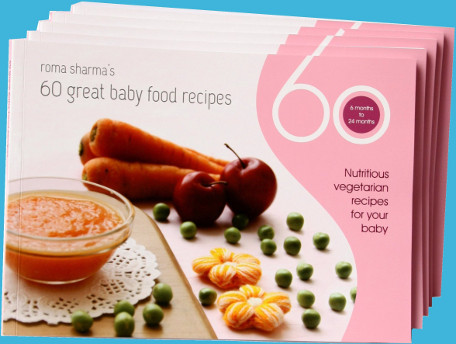 roma sharma's
60 great baby food recipes
60
6 months
to
24 months
Nutritious
vegetarian
recipes
for your
baby